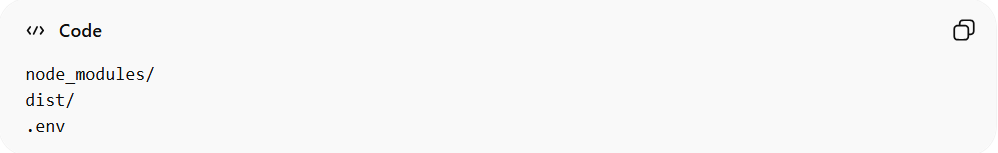 Code
node_modules/
dist/
.env